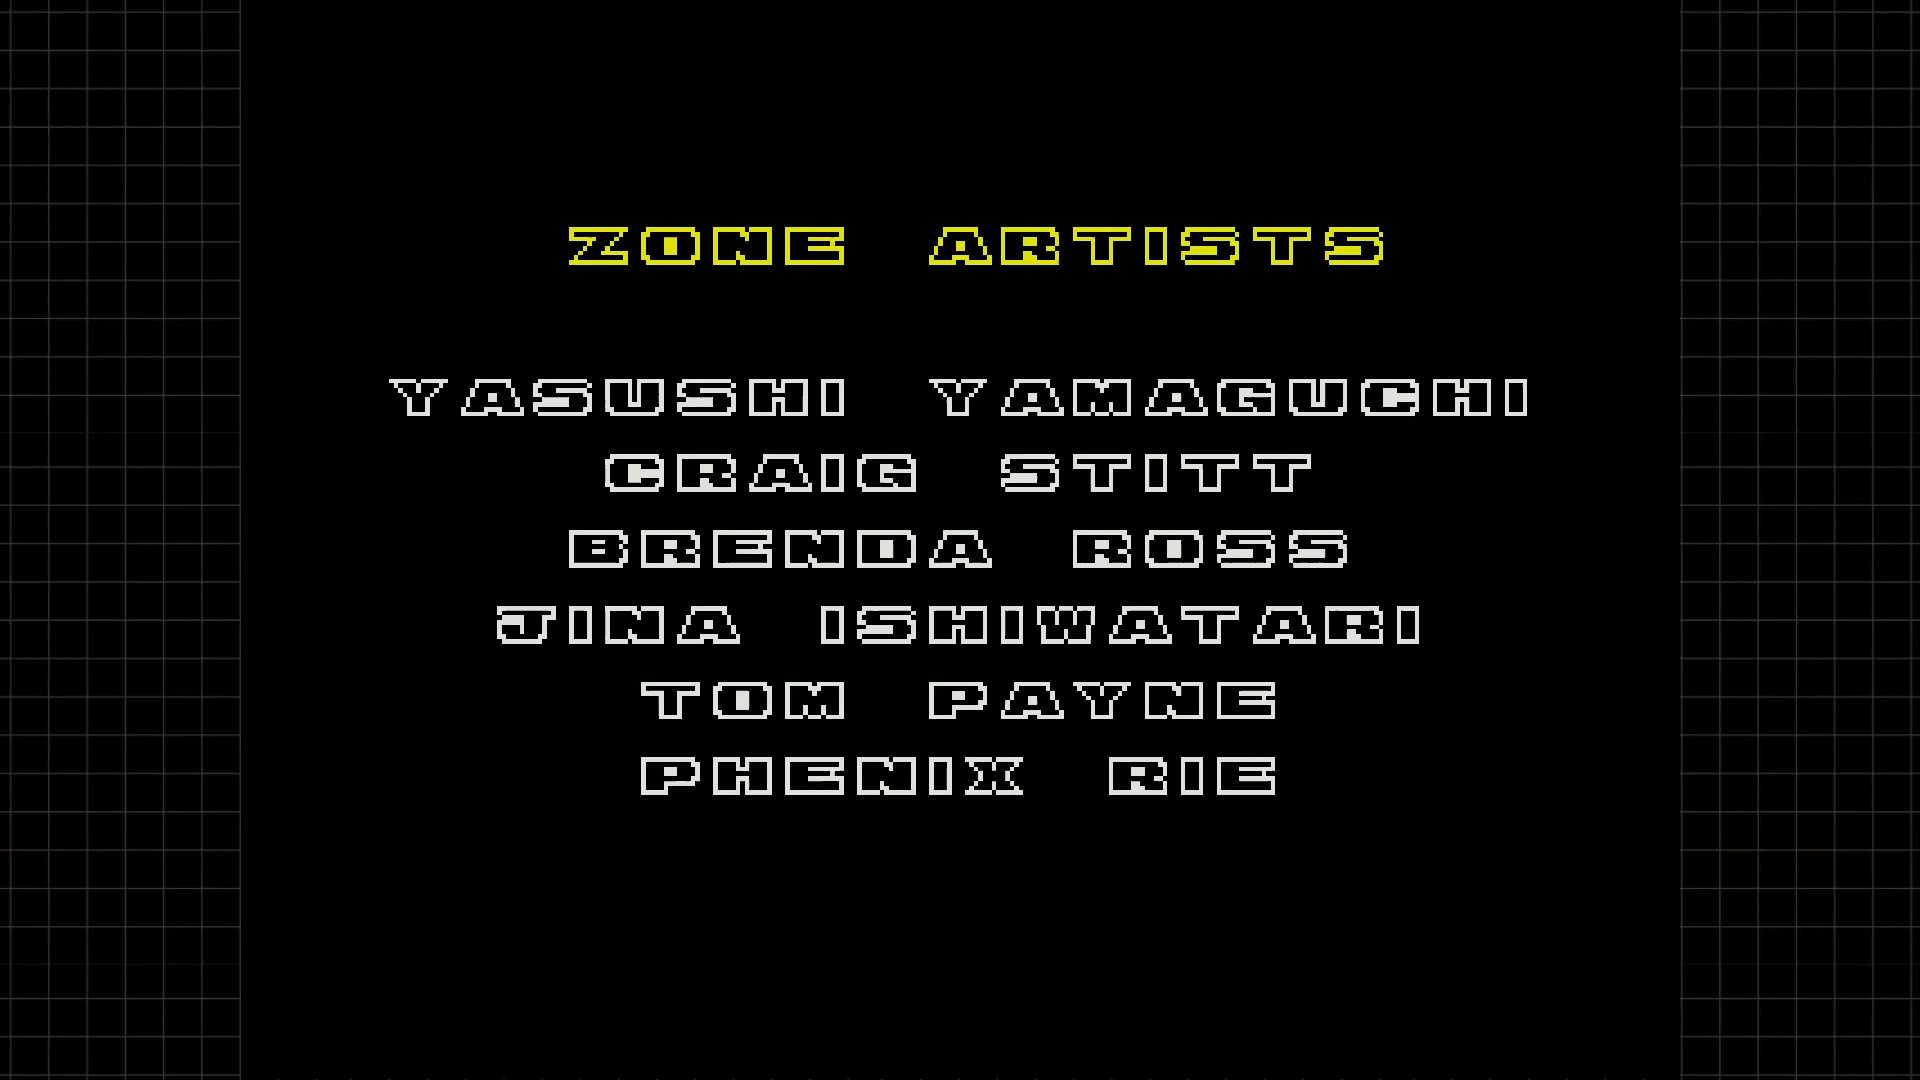 ZONE ARTISTS
YASUSHI YAMAGUCHI
CRAIG STITT
BRENDA ROSS
JINA ISHIWATARI
TOM PAYNE
PHENIX RIE